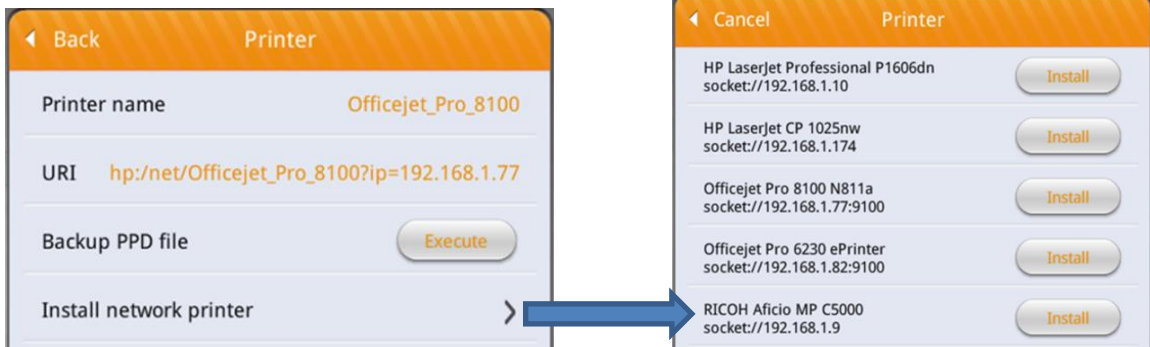 Back Printer
Printer name Officejet_Pro_8100
URI hp:/net/Officejet_Pro_8100?ip=192.168.1.77
Backup PPD file Execute
Install network printer
Cancel Printer
HP LaserJet Professional P1606dn
socket://192.168.1.10
Install
HP LaserJet CP 1025nw
socket://192.168.1.174
Install
Officejet Pro 8100 N811a
socket://192.168.1.77:9100
Install
Officejet Pro 6230 ePrinter
socket://192.168.1.82:9100
Install
RICOH Aficio MP C5000
socket://192.168.1.9
Install